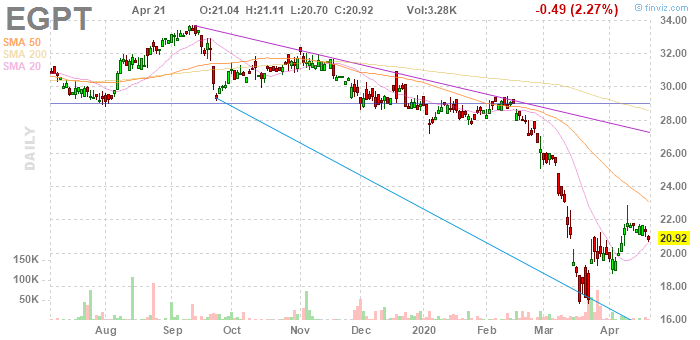 EGPT Apr 21 O:21.04 H:21.11 L:20.70 C:20.92 Vol:3.28K -0.49 (2.27%) © finviz.com
SMA 50
SMA 200
SMA 20
DAILY
34.00
32.00
30.00
28.00
26.00
24.00
22.00
20.92
20.00
18.00
16.00
150K
100K
50K
Aug Sep Oct Nov Dec 2020 Feb Mar Apr